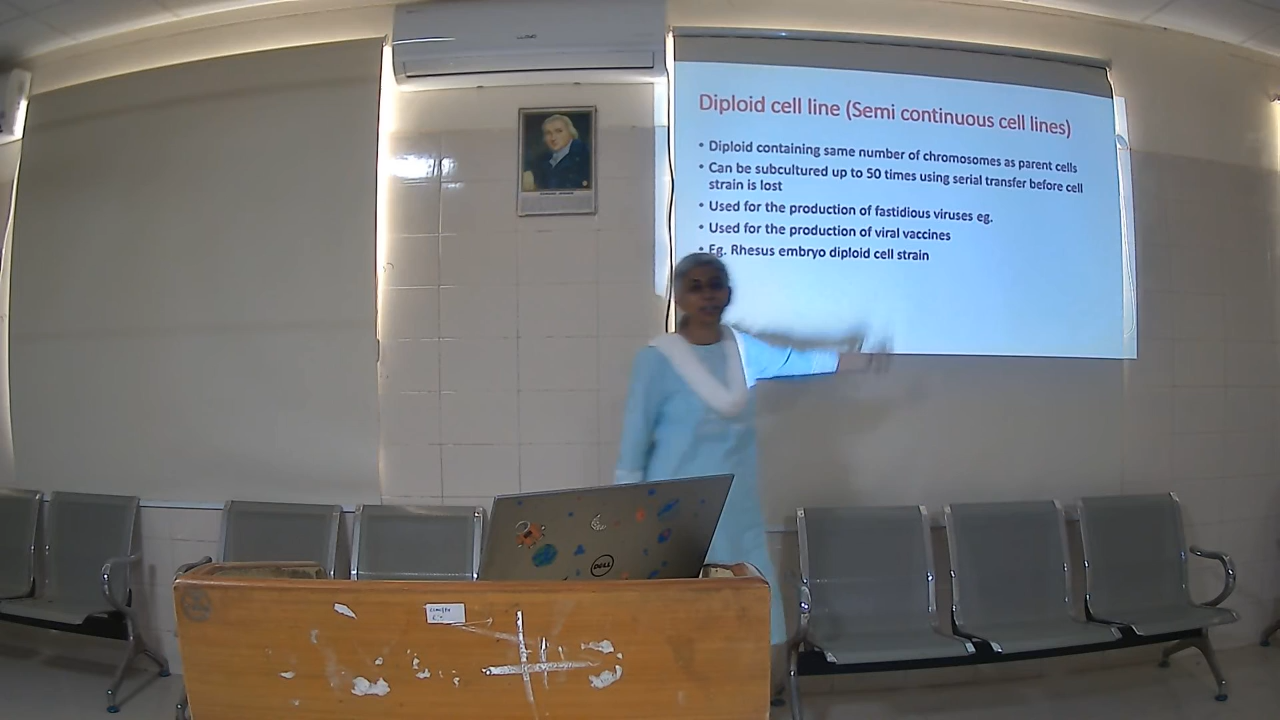 Diploid cell line (Semi continuous cell lines)
• Diploid containing same number of chromosomes as parent cells
• Can be subcultured up to 50 times using serial transfer before cell
strain is lost
• Used for the production of fastidious viruses eg.
• Used for the production of viral vaccines
• Eg. Rhesus embryo diploid cell strain
DELL